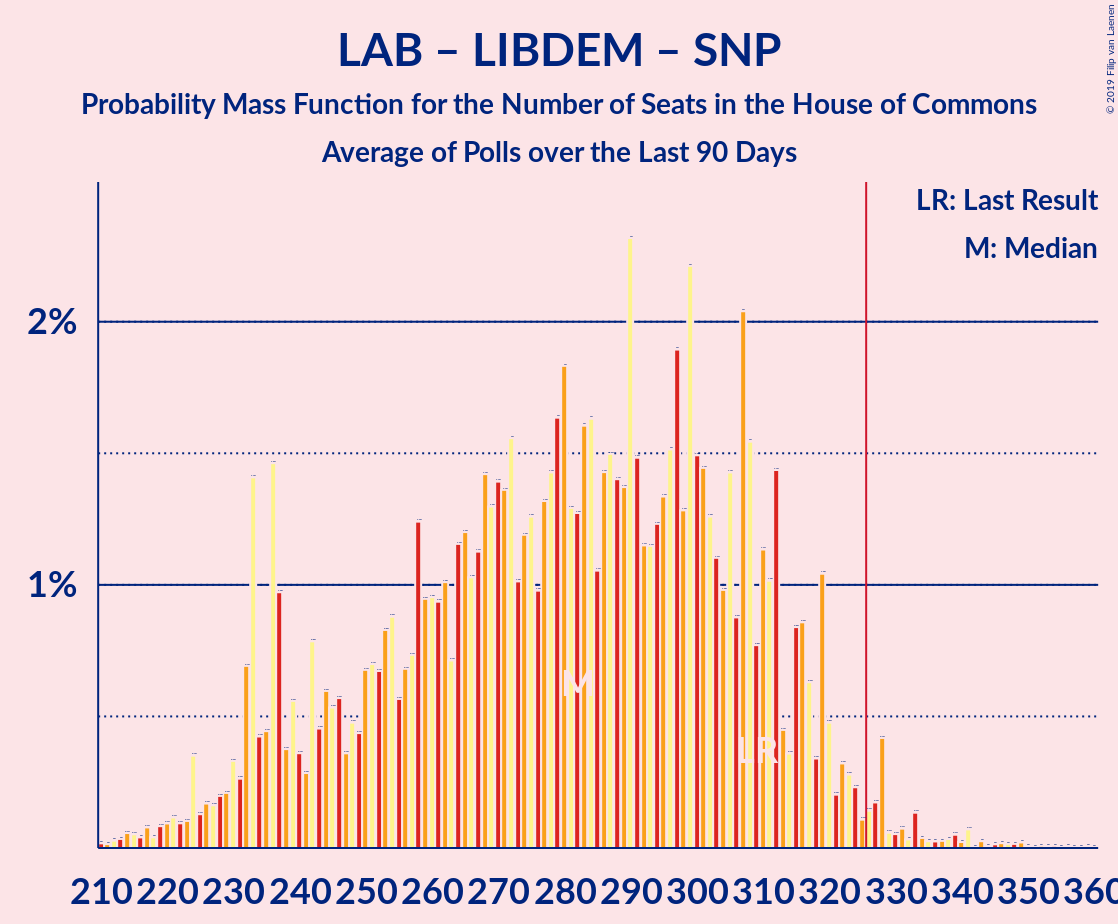 LAB – LIBDEM – SNP
Probability Mass Function for the Number of Seats in the House of Commons
Average of Polls over the Last 90 Days
© 2019 Filip van Laenen
LR: Last Result
M: Median
2%
1%
M
LR
210 220 230 240 250 260 270 280 290 300 310 320 330 340 350 360